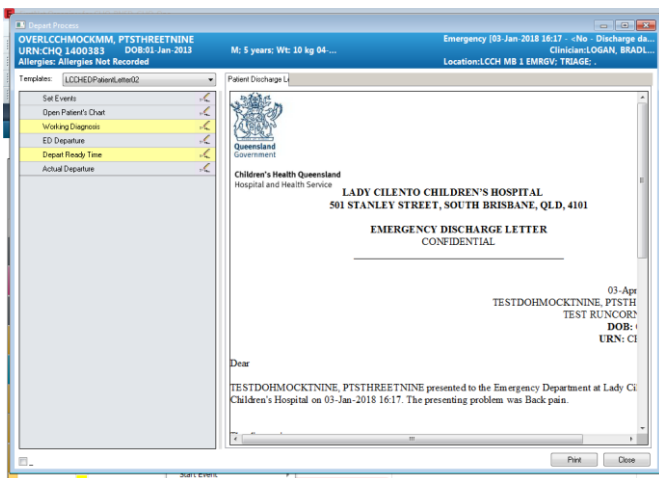 Depart Process
OVERLCCHMOCKMM, PTSTHREETNINE
Emergency [03-Jan-2018 16:17 - <No - Discharge da...
URN:CHQ 1400383 DOB:01-Jan-2013 M: 5 years: Wt: 10 kg 04-...
Clinician:LOGAN, BRADL...
Allergies: Allergies Not Recorded
Location:LCCH MB 1 EMRGV; TRIAGE: .
Templates: LCCHEDPatientLetter02
Patient Discharge Le
Set Events
Open Patient's Chart
Working Diagnosis
ED Departure
Depart Ready Time
Actual Departure
Queensland
Government
Children's Health Queensland
Hospital and Health Service
LADY CILENTO CHILDREN'S HOSPITAL
501 STANLEY STREET, SOUTH BRISBANE, QLD, 4101
EMERGENCY DISCHARGE LETTER
CONFIDENTIAL
03-Apr
TESTDOHMOCKTNINE, PTSTH
TEST RUNCORN
DOB:
URN: CI
Dear
TESTDOHMOCKTNINE, PTSTHREETNINE presented to the Emergency Department at Lady Cil
Children's Hospital on 03-Jan-2018 16:17. The presenting problem was Back pain.
Print Close
Start Event